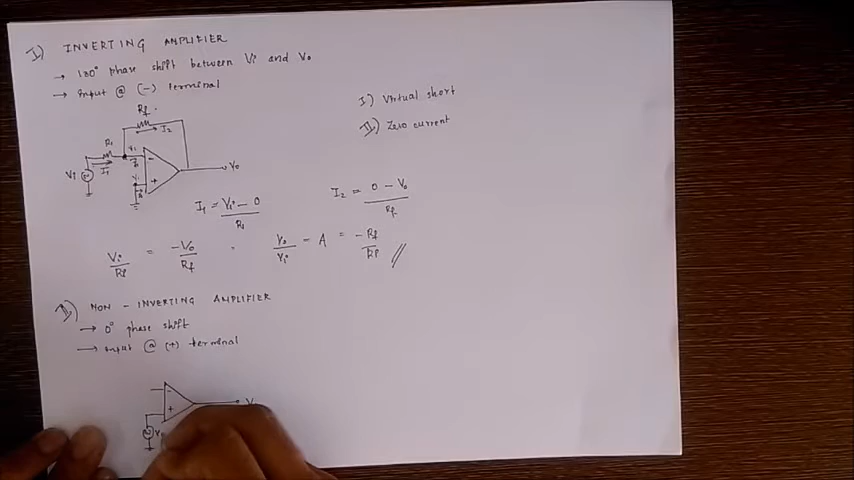 I) INVERTING AMPLIFIER
→ 180° phase shift between Vi and Vo
→ Input @ (-) terminal
I) Virtual short
II) Zero current
Rf
I2
R1
V1
I1
Vi
V1
Vo
-
+
I1 = Vi - 0 / R1
I2 = 0 - Vo / Rf
Vi / R1 = -Vo / Rf
Vo / Vi = A = -Rf / R1
II) NON-INVERTING AMPLIFIER
→ 0° phase shift
→ Input @ (+) terminal
-
+